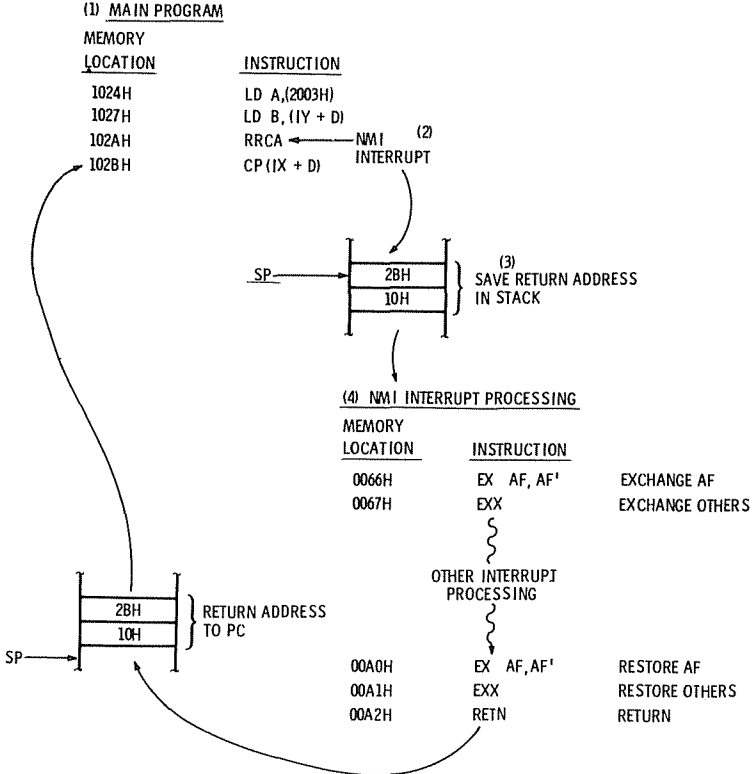 (1) MAIN PROGRAM
MEMORY
LOCATION INSTRUCTION
1024H LD A,(2003H)
1027H LD B, (IY + D)
102AH RRCA NMI (2)
INTERRUPT
102BH CP (IX + D)
SP 2BH
10H
(3)
SAVE RETURN ADDRESS
IN STACK
(4) NMI INTERRUPT PROCESSING
MEMORY
LOCATION INSTRUCTION
0066H EX AF, AF' EXCHANGE AF
0067H EXX EXCHANGE OTHERS
OTHER INTERRUPT
PROCESSING
2BH
10H
RETURN ADDRESS
TO PC
SP
00A0H EX AF, AF' RESTORE AF
00A1H EXX RESTORE OTHERS
00A2H RETN RETURN